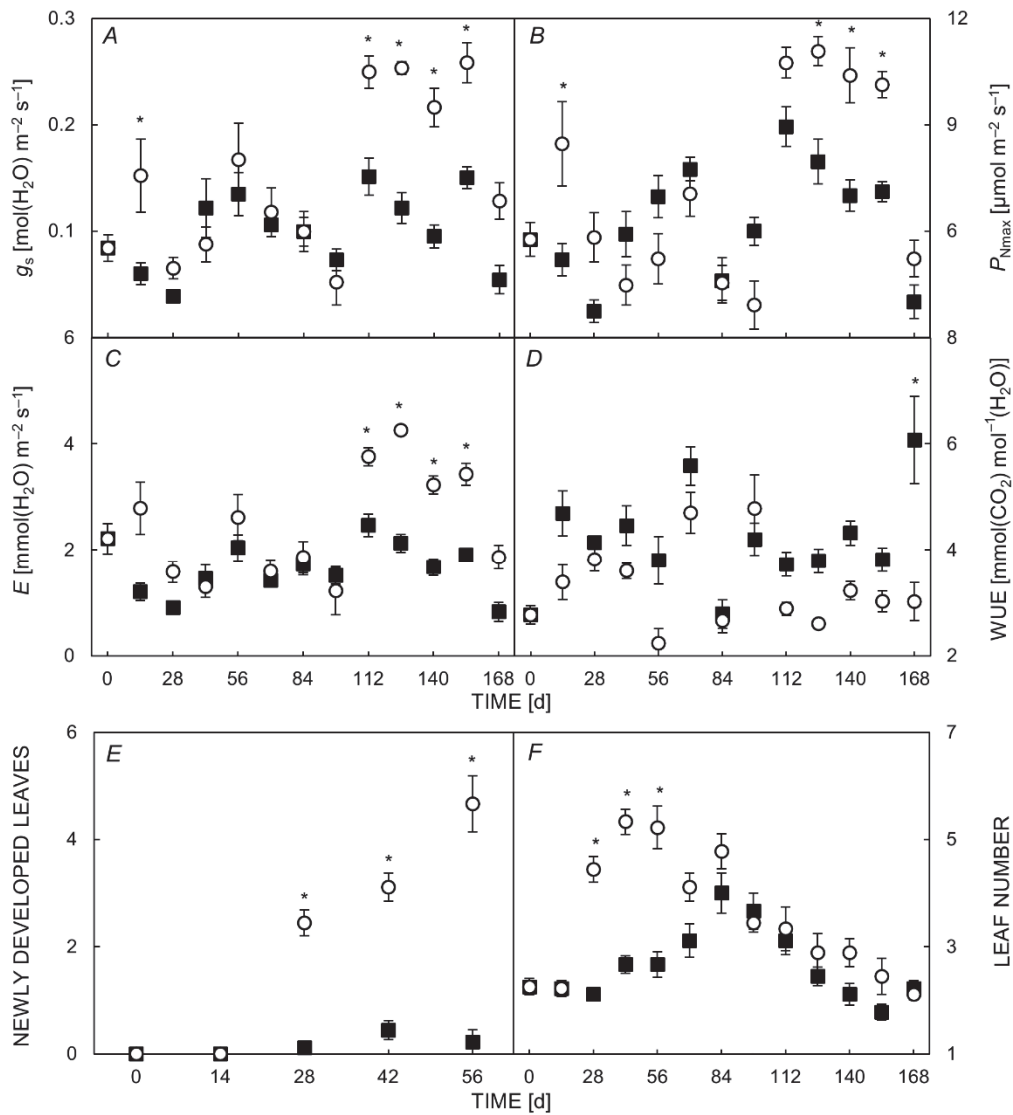 A
B
0.3
0.2
0.1
6
gₛ [mol(H₂O) m⁻² s⁻¹]
12
9
6
8
P_Nmax [μmol m⁻² s⁻¹]
* * * * *
* * * *
C
D
4
2
0
E [mmol(H₂O) m⁻² s⁻¹]
6
4
2
WUE [mmol(CO₂) mol⁻¹(H₂O)]
* * * *
*
0 28 56 84 112 140 168
0 28 56 84 112 140 168
TIME [d]
E
F
6
4
2
0
NEWLY DEVELOPED LEAVES
7
5
3
1
LEAF NUMBER
* * *
* * *
0 14 28 42 56
0 28 56 84 112 140 168
TIME [d]